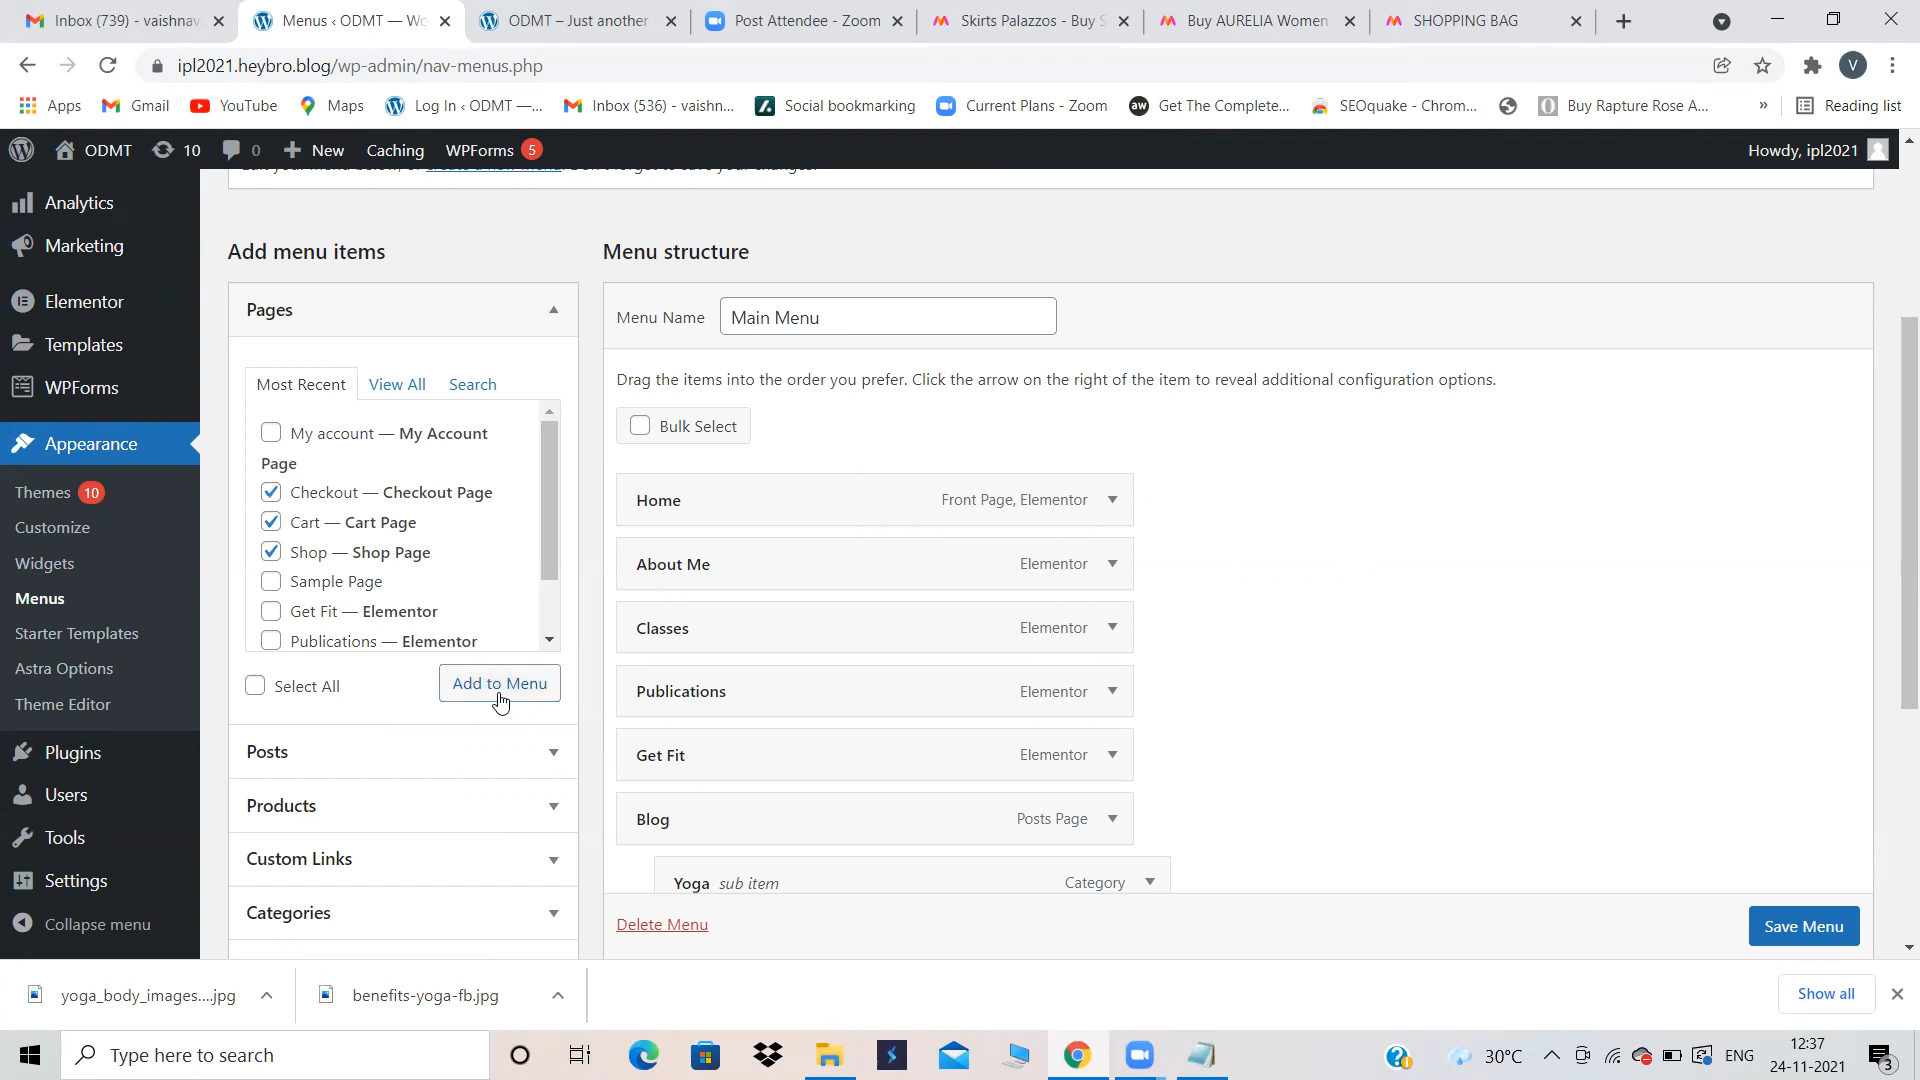 Inbox (739) - vaishnav
Menus ‹ ODMT — Wo
ODMT – Just another
Post Attendee - Zoom
Skirts Palazzos - Buy S
Buy AURELIA Women
SHOPPING BAG
ipl2021.heybro.blog/wp-admin/nav-menus.php
V
Apps
Gmail
YouTube
Maps
Log In ‹ ODMT —...
Inbox (536) - vaishn...
Social bookmarking
Current Plans - Zoom
aw
Get The Complete...
SEOquake - Chrom...
Buy Rapture Rose A...
»
Reading list
ODMT
10
0
New
Caching
WPForms 5
Howdy, ipl2021
Analytics
Marketing
Elementor
Templates
WPForms
Appearance
Themes 10
Customize
Widgets
Menus
Starter Templates
Astra Options
Theme Editor
Plugins
Users
Tools
Settings
Collapse menu
Add menu items
Pages
Most Recent
View All
Search
My account — My Account
Page
Checkout — Checkout Page
Cart — Cart Page
Shop — Shop Page
Sample Page
Get Fit — Elementor
Publications — Elementor
Select All
Add to Menu
Posts
Products
Custom Links
Categories
Menu structure
Menu Name
Main Menu
Drag the items into the order you prefer. Click the arrow on the right of the item to reveal additional configuration options.
Bulk Select
Home
Front Page, Elementor
About Me
Elementor
Classes
Elementor
Publications
Elementor
Get Fit
Elementor
Blog
Posts Page
Yoga sub item
Category
Delete Menu
Save Menu
yoga_body_images....jpg
benefits-yoga-fb.jpg
Show all
Type here to search
30°C
ENG
12:37
24-11-2021
3